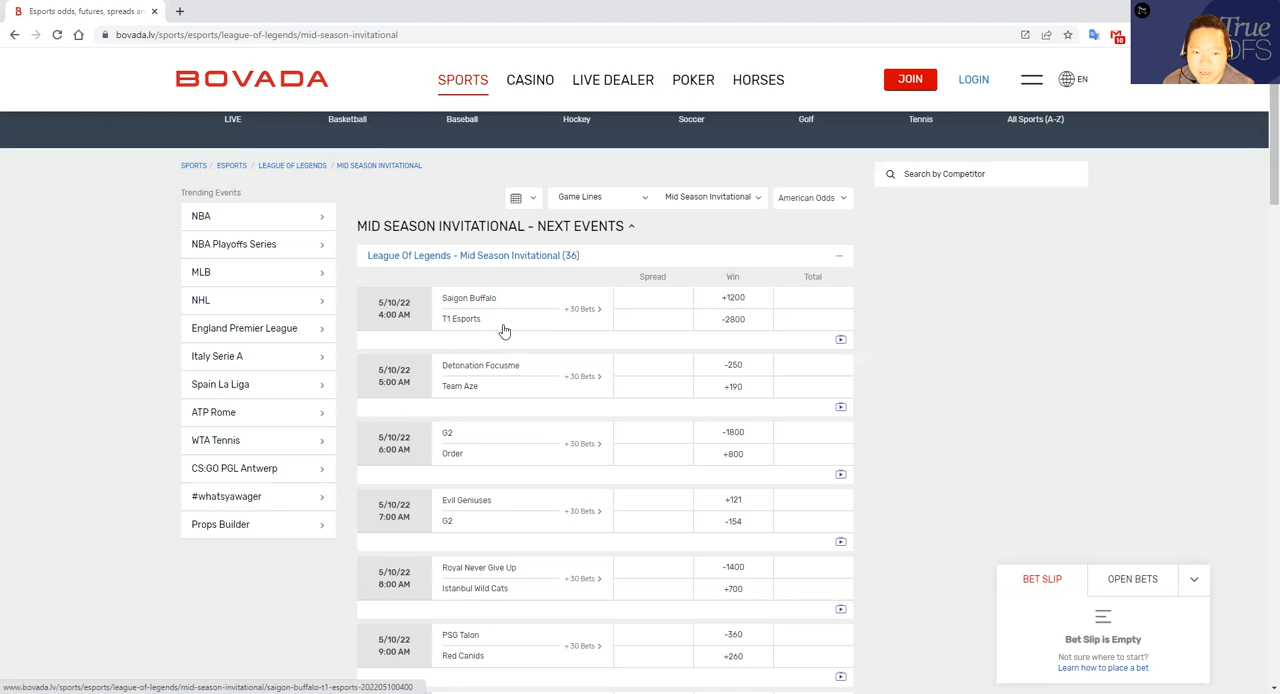 Esports odds, futures, spreads an
bovada.lv/sports/esports/league-of-legends/mid-season-invitational
True
DFS
BOVADA
SPORTS
CASINO
LIVE DEALER
POKER
HORSES
JOIN
LOGIN
EN
LIVE
Basketball
Baseball
Hockey
Soccer
Golf
Tennis
All Sports (A-Z)
SPORTS / ESPORTS / LEAGUE OF LEGENDS / MID SEASON INVITATIONAL
Search by Competitor
Trending Events
NBA
NBA Playoffs Series
MLB
NHL
England Premier League
Italy Serie A
Spain La Liga
ATP Rome
WTA Tennis
CS:GO PGL Antwerp
#whatsyawager
Props Builder
Game Lines
Mid Season Invitational
American Odds
MID SEASON INVITATIONAL - NEXT EVENTS
League Of Legends - Mid Season Invitational (36)
Spread Win Total
5/10/22
4:00 AM
Saigon Buffalo
T1 Esports
+ 30 Bets
+1200
-2800
5/10/22
5:00 AM
Detonation Focusme
Team Aze
+ 30 Bets
-250
+190
5/10/22
6:00 AM
G2
Order
+ 30 Bets
-1800
+800
5/10/22
7:00 AM
Evil Geniuses
G2
+ 30 Bets
+121
-154
5/10/22
8:00 AM
Royal Never Give Up
Istanbul Wild Cats
+ 30 Bets
-1400
+700
5/10/22
9:00 AM
PSG Talon
Red Canids
+ 30 Bets
-360
+260
BET SLIP
OPEN BETS
Bet Slip is Empty
Not sure where to start?
Learn how to place a bet
www.bovada.lv/sports/esports/league-of-legends/mid-season-invitational/saigon-buffalo-t1-esports-202205100400